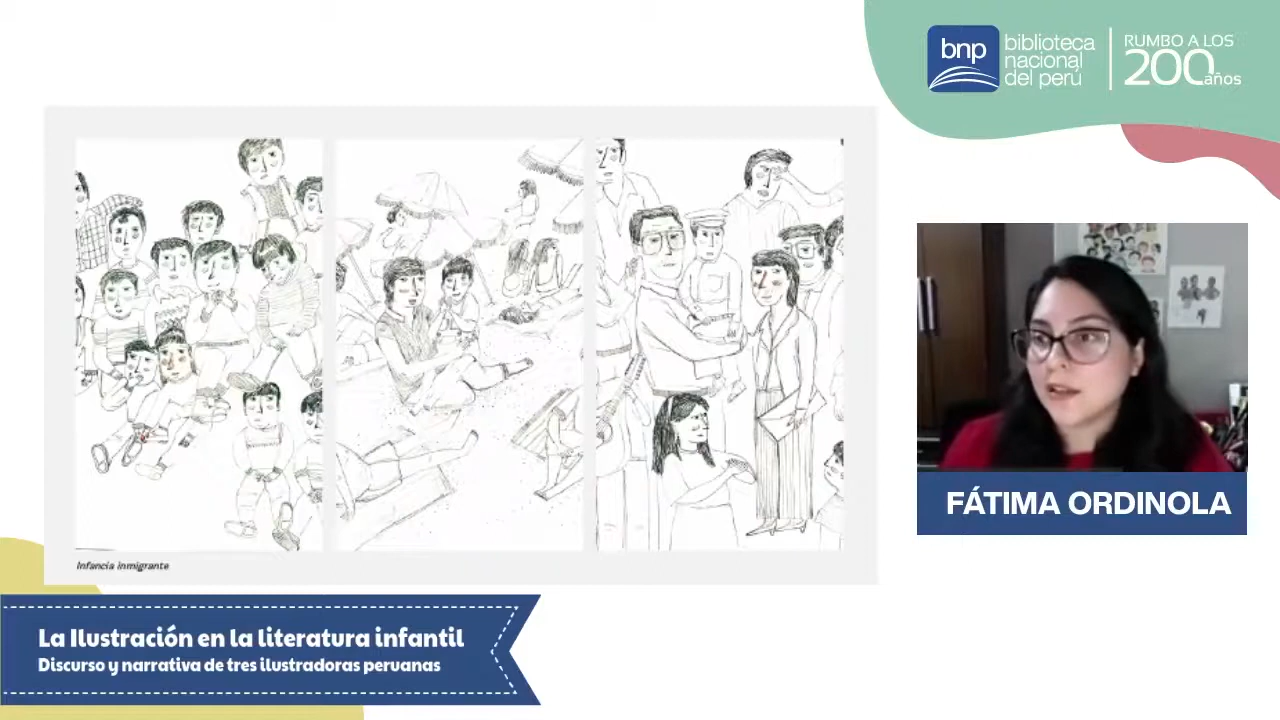 bnp
biblioteca
nacional
del perú
RUMBO A LOS
200
años
FÁTIMA ORDINOLA
Infancia inmigrante
La Ilustración en la literatura infantil
Discurso y narrativa de tres ilustradoras peruanas